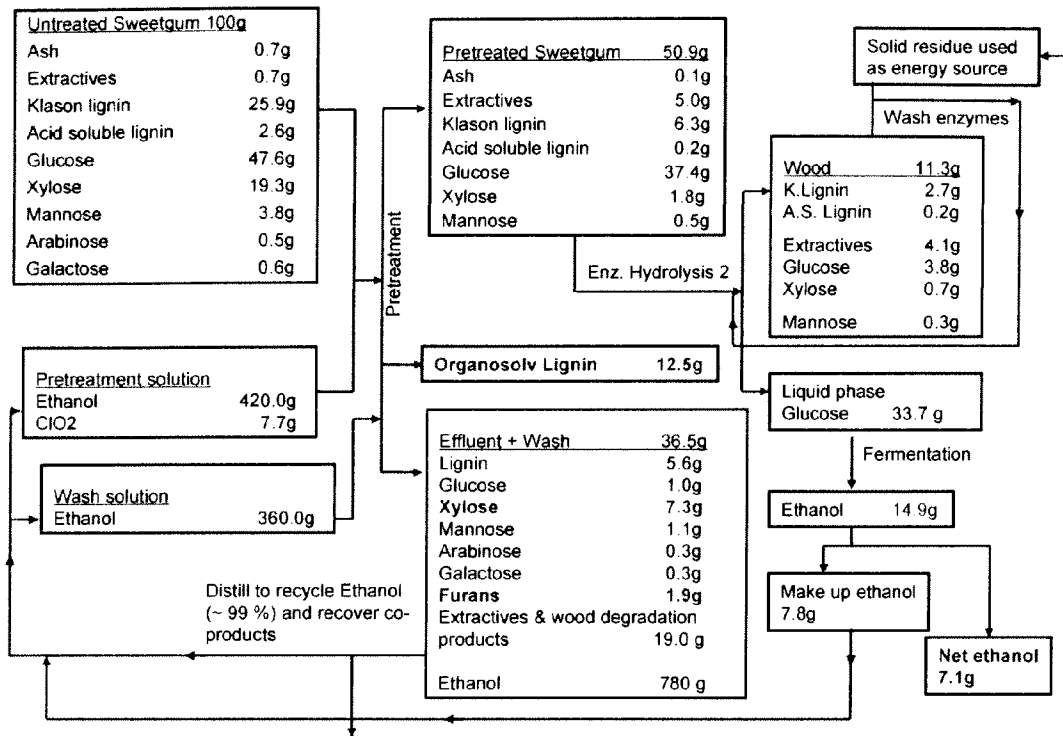 Untreated Sweetgum 100g
Ash 0.7g
Extractives 0.7g
Klason lignin 25.9g
Acid soluble lignin 2.6g
Glucose 47.6g
Xylose 19.3g
Mannose 3.8g
Arabinose 0.5g
Galactose 0.6g
Pretreatment solution
Ethanol 420.0g
ClO2 7.7g
Wash solution
Ethanol 360.0g
Distill to recycle Ethanol
(~ 99 %) and recover co-
products
Pretreatment
Pretreated Sweetgum 50.9g
Ash 0.1g
Extractives 5.0g
Klason lignin 6.3g
Acid soluble lignin 0.2g
Glucose 37.4g
Xylose 1.8g
Mannose 0.5g
Enz. Hydrolysis 2
Organosolv Lignin 12.5g
Effluent + Wash 36.5g
Lignin 5.6g
Glucose 1.0g
Xylose 7.3g
Mannose 1.1g
Arabinose 0.3g
Galactose 0.3g
Furans 1.9g
Extractives & wood degradation
products 19.0 g
Ethanol 780 g
Solid residue used
as energy source
Wash enzymes
Wood 11.3g
K.Lignin 2.7g
A.S. Lignin 0.2g
Extractives 4.1g
Glucose 3.8g
Xylose 0.7g
Mannose 0.3g
Liquid phase
Glucose 33.7 g
Fermentation
Ethanol 14.9g
Make up ethanol
7.8g
Net ethanol
7.1g